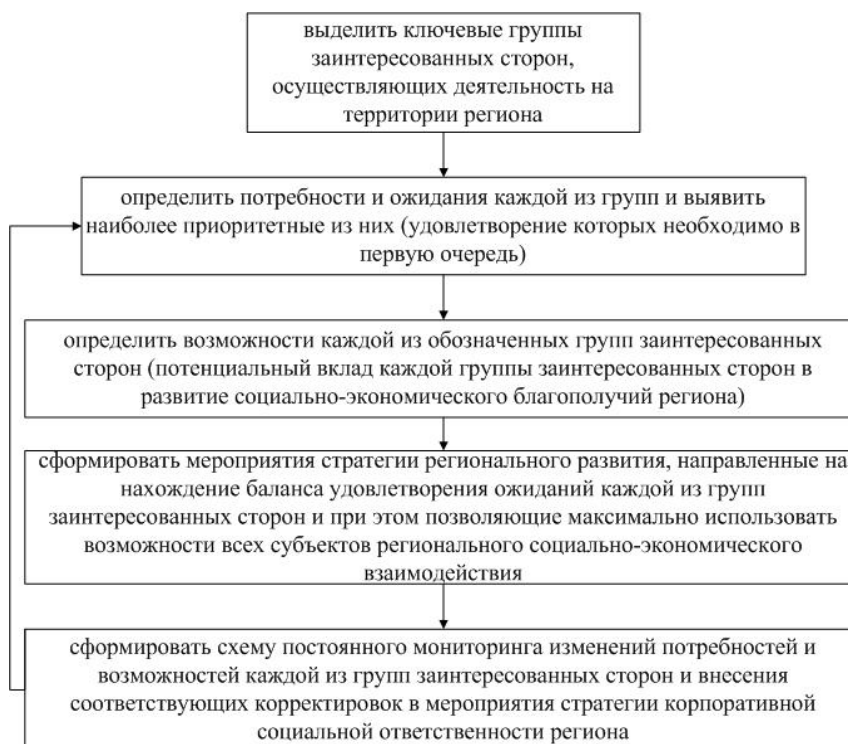 выделить ключевые группы
заинтересованных сторон,
осуществляющих деятельность на
территории региона
определить потребности и ожидания каждой из групп и выявить
наиболее приоритетные из них (удовлетворение которых необходимо в
первую очередь)
определить возможности каждой из обозначенных групп заинтересованных
сторон (потенциальный вклад каждой группы заинтересованных сторон в
развитие социально-экономического благополучий региона)
сформировать мероприятия стратегии регионального развития, направленные на
нахождение баланса удовлетворения ожиданий каждой из групп
заинтересованных сторон и при этом позволяющие максимально использовать
возможности всех субъектов регионального социально-экономического
взаимодействия
сформировать схему постоянного мониторинга изменений потребностей и
возможностей каждой из групп заинтересованных сторон и внесения
соответствующих корректировок в мероприятия стратегии корпоративной
социальной ответственности региона